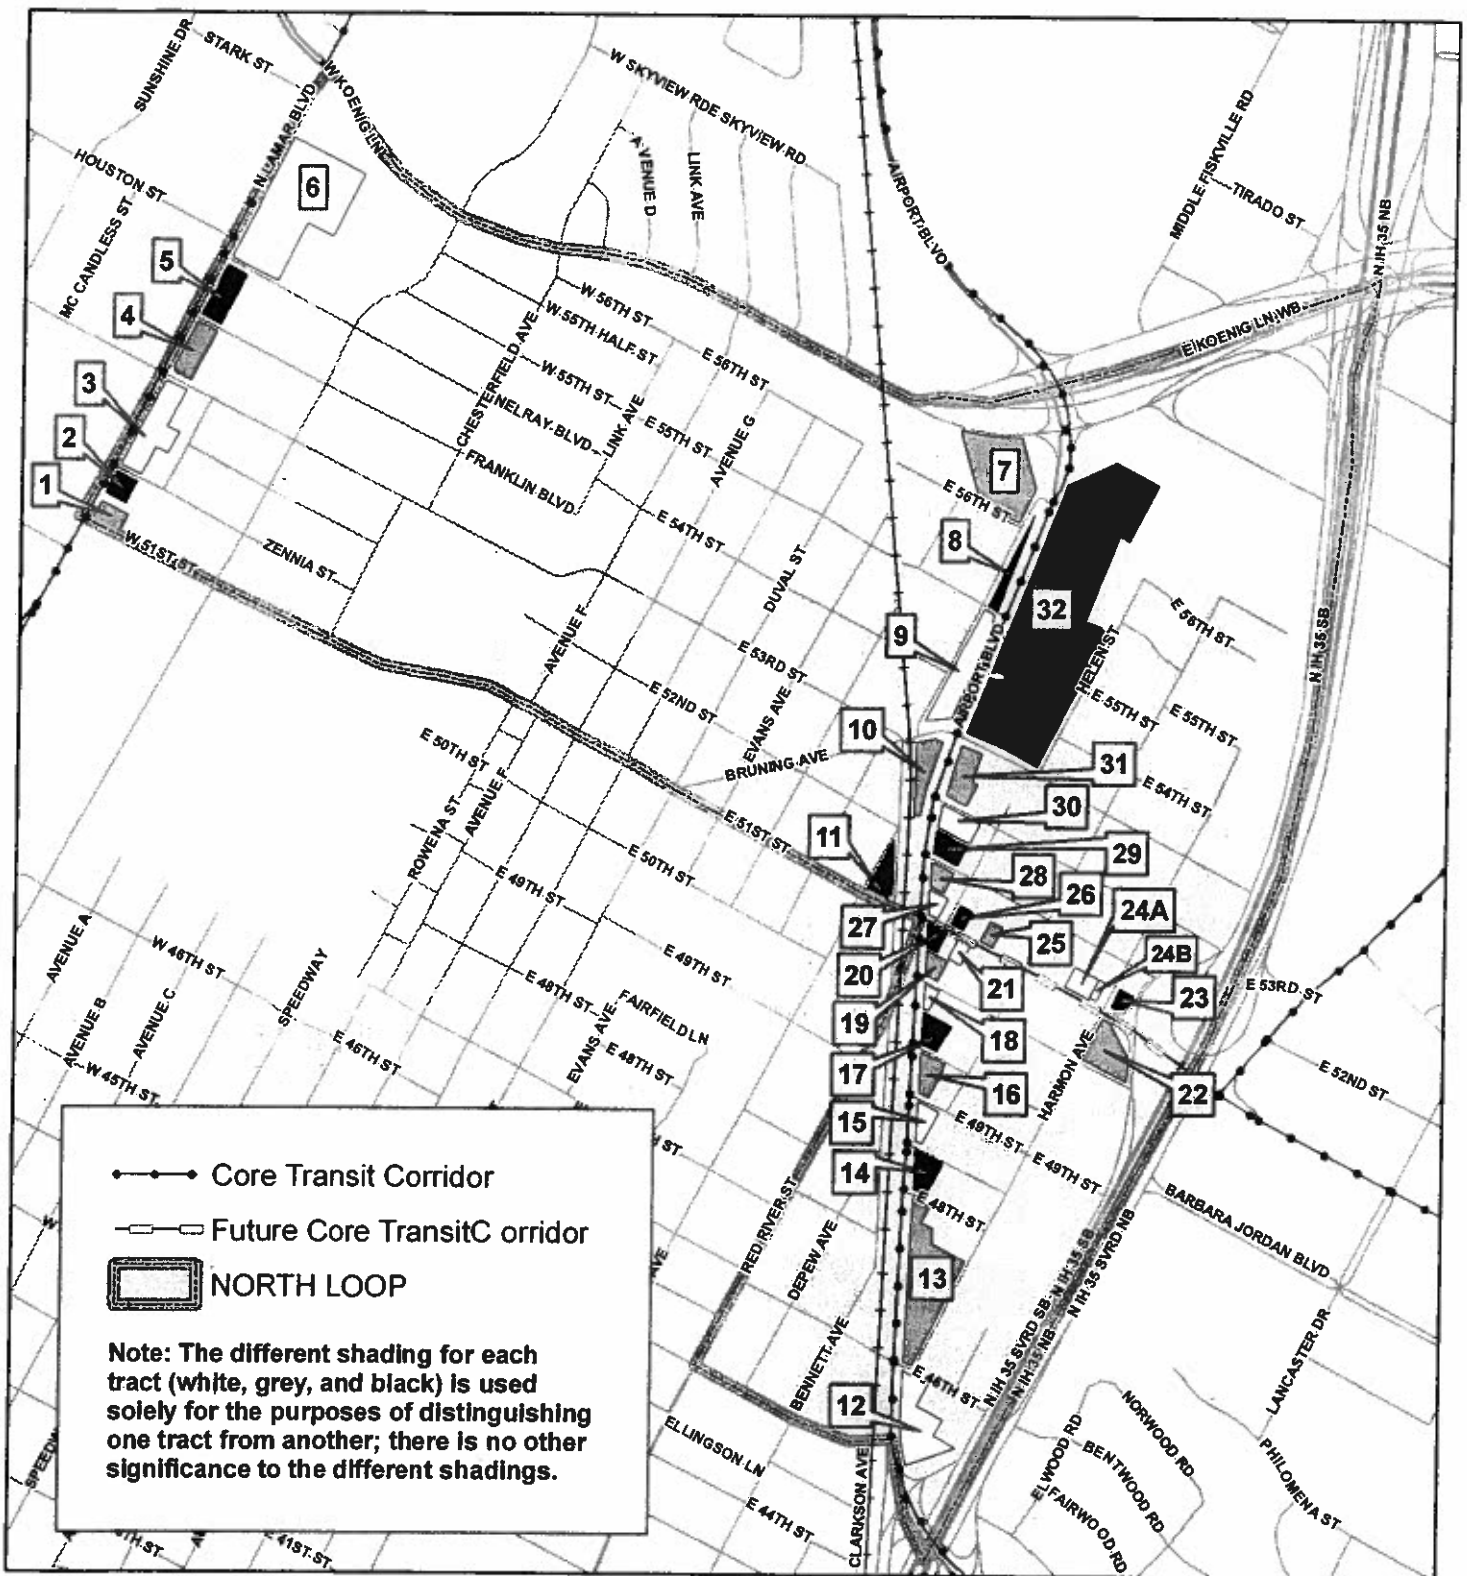 SUNSHINE DR
STARK ST
W KOENIG LN
N LAMAR BLVD
HOUSTON ST
MC CANDLESS ST
6
5
4
3
2
1
W SKYVIEW RD
E SKYVIEW RD
AVENUE D
LINK AVE
AIRPORT BLVD
MIDDLE FISKVILLE RD
TIRADO ST
N IH 35 NB
E KOENIG LN WB
W 56TH ST
W 55TH HALF ST
E 56TH ST
CHESTERFIELD AVE
W 55TH ST
NELRAY BLVD
LINK AVE
E 55TH ST
AVENUE G
FRANKLIN BLVD
W 51ST ST
ZENNIA ST
E 54TH ST
DUVAL ST
7
E 56TH ST
8
32
9
AIRPORT BLVD
HELEN ST
E 56TH ST
E 55TH ST
E 55TH ST
N IH 35 SB
AVENUE F
E 53RD ST
E 52ND ST
EVANS AVE
BRUNING AVE
E 50TH ST
AVENUE F
ROWENA ST
E 51ST ST
10
31
E 54TH ST
30
11
29
28
26
24A
27
25
24B
20
21
23
E 53RD ST
19
18
17
16
22
HARMON AVE
E 52ND ST
E 50TH ST
E 49TH ST
E 49TH ST
E 48TH ST
FAIRFIELD LN
EVANS AVE
E 48TH ST
AVENUE A
W 46TH ST
AVENUE B
AVENUE C
SPEEDWAY
E 46TH ST
W 45TH ST
15
E 49TH ST
E 49TH ST
14
E 48TH ST
13
RED RIVER ST
DEPEW AVE
BENNETT AVE
BARBARA JORDAN BLVD
N IH 35 SB
N IH 35 SVRD NB
N IH 35 SVRD SB
N IH 35 NB
E 46TH ST
12
CLARKSON AVE
ELLINGSON LN
E 44TH ST
LANCASTER DR
NORWOOD RD
ELWOOD RD
BENTWOOD RD
FAIRWOOD RD
PHILOMENA ST
E 41ST ST
AVE
ST
Core Transit Corridor
Future Core TransitC orridor
NORTH LOOP
Note: The different shading for each
tract (white, grey, and black) is used
solely for the purposes of distinguishing
one tract from another; there is no other
significance to the different shadings.